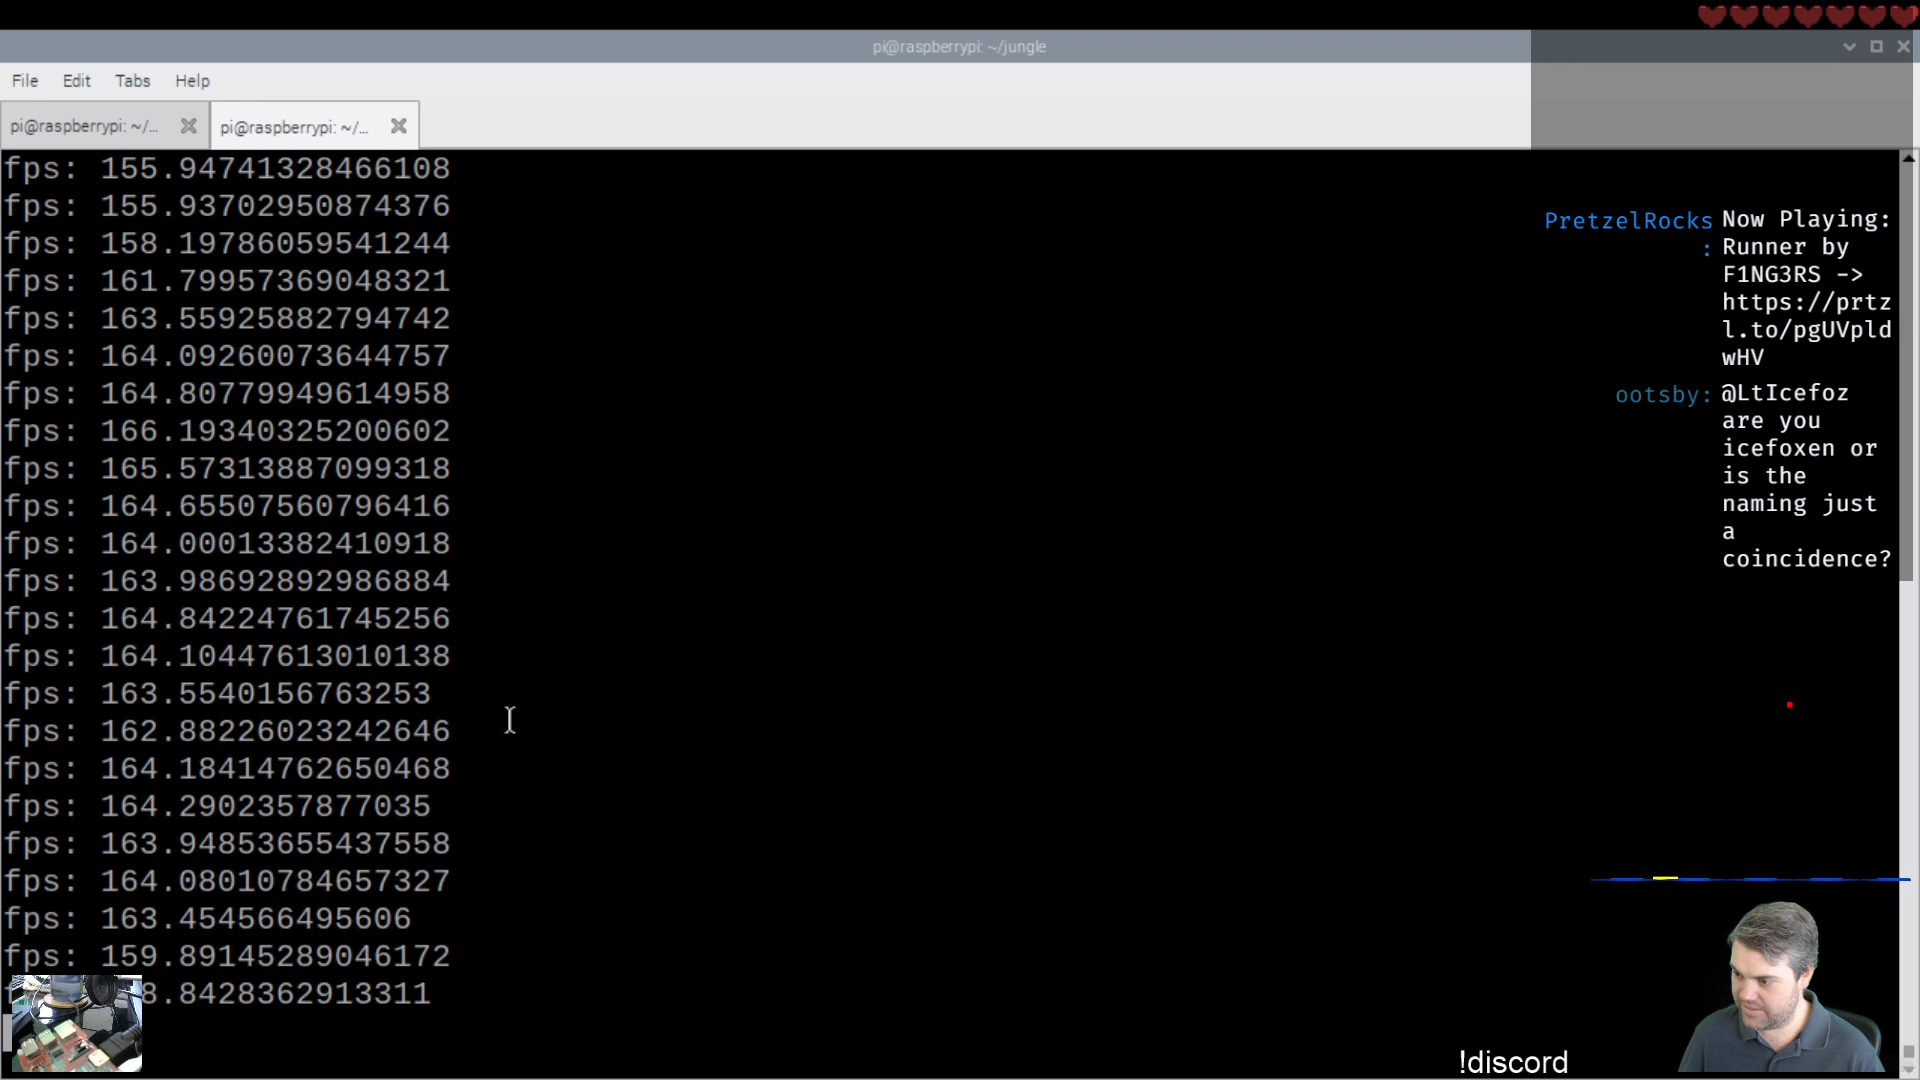 pi@raspberrypi: ~/jungle
File Edit Tabs Help
pi@raspberrypi: ~/...
pi@raspberrypi: ~/...
fps: 155.94741328466108
fps: 155.93702950874376
fps: 158.19786059541244
fps: 161.79957369048321
fps: 163.55925882794742
fps: 164.09260073644757
fps: 164.80779949614958
fps: 166.19340325200602
fps: 165.57313887099318
fps: 164.65507560796416
fps: 164.00013382410918
fps: 163.98692892986884
fps: 164.84224761745256
fps: 164.10447613010138
fps: 163.5540156763253
fps: 162.88226023242646
fps: 164.18414762650468
fps: 164.2902357877035
fps: 163.94853655437558
fps: 164.08010784657327
fps: 163.454566495606
fps: 159.89145289046172
8.8428362913311
PretzelRocks
: Now Playing:
Runner by
F1NG3RS ->
https://prtz
l.to/pgUVpld
wHV
ootsby: @LtIcefoz
are you
icefoxen or
is the
naming just
a
coincidence?
!discord